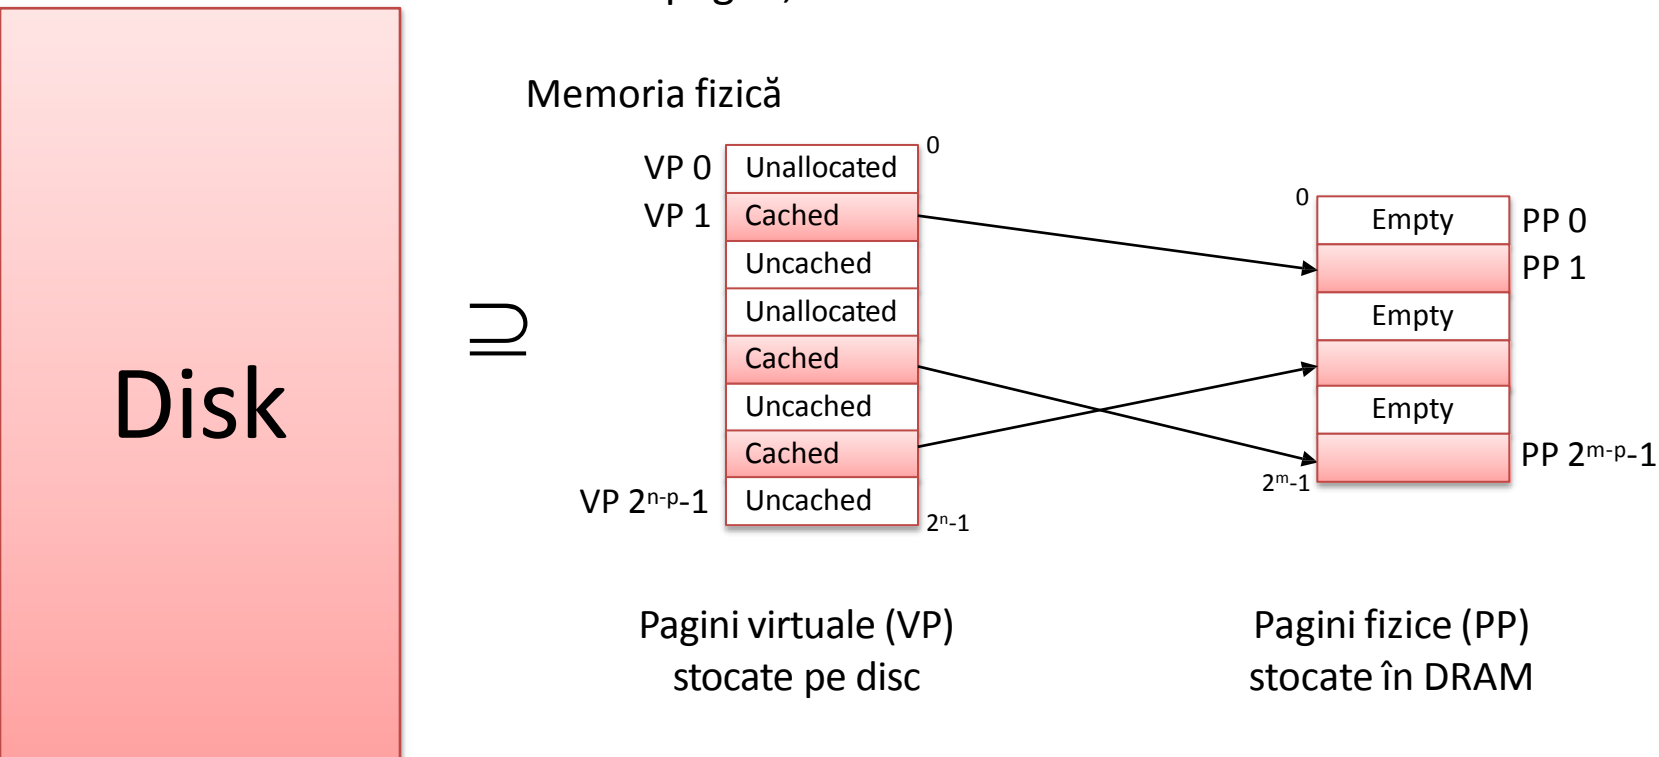 Memoria fizică
Disk
⊇
0
VP 0 Unallocated
VP 1 Cached
Uncached
Unallocated
Cached
Uncached
Cached
VP 2ⁿ⁻ᵖ-1 Uncached
2ⁿ-1
0
Empty PP 0
PP 1
Empty
Empty
PP 2ᵐ⁻ᵖ-1
2ᵐ-1
Pagini virtuale (VP)
stocate pe disc
Pagini fizice (PP)
stocate în DRAM